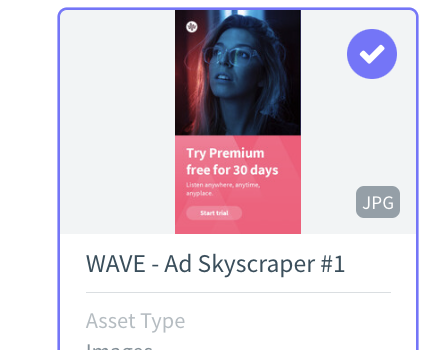 Try Premium
free for 30 days
Listen anywhere, anytime,
anyplace.
Start trial
JPG
WAVE - Ad Skyscraper #1
Asset Type
Images